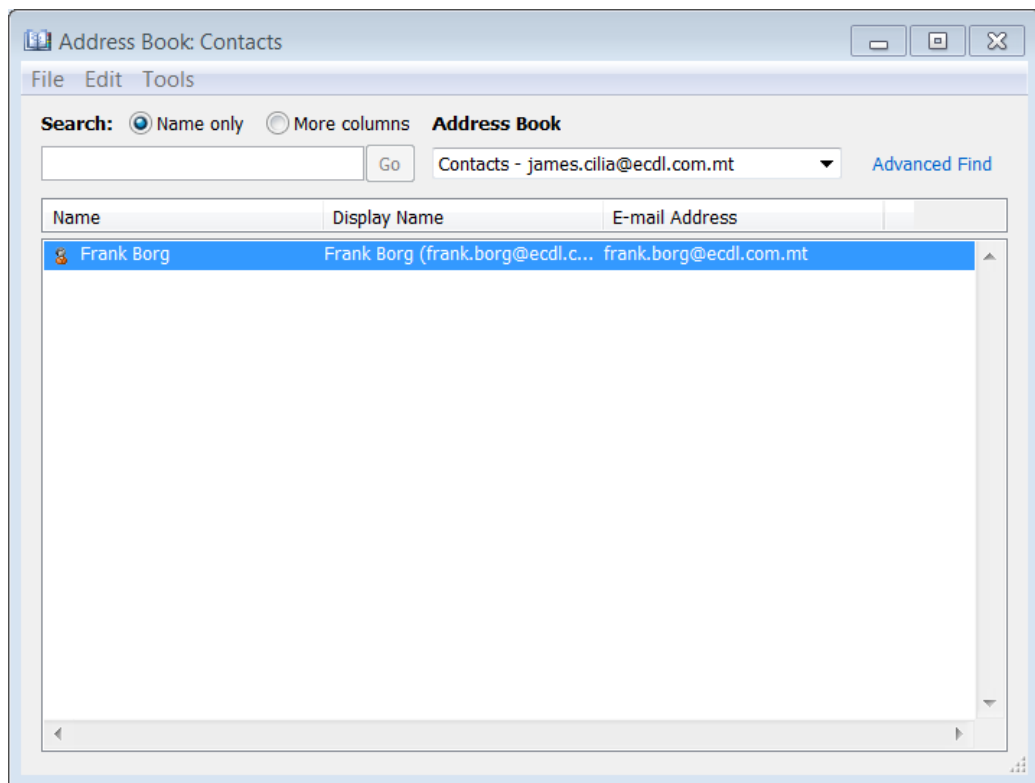 Address Book: Contacts
File Edit Tools
Search: Name only More columns Address Book
Go Contacts - james.cilia@ecdl.com.mt Advanced Find
Name Display Name E-mail Address
Frank Borg Frank Borg (frank.borg@ecdl.c... frank.borg@ecdl.com.mt